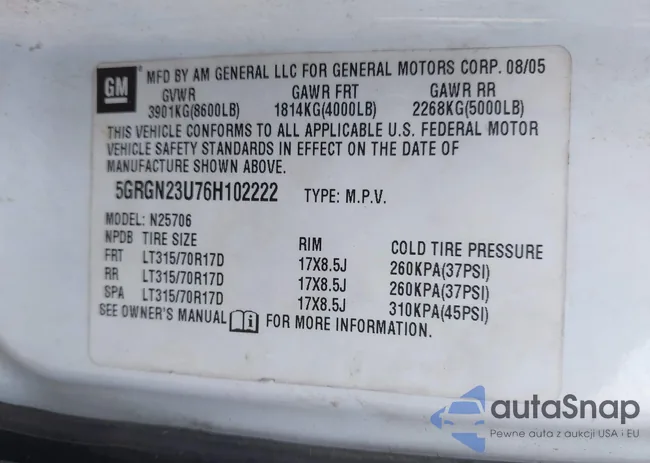 GM
MFD BY AM GENERAL LLC FOR GENERAL MOTORS CORP. 08/05
GVWR GAWR FRT GAWR RR
3901KG(8600LB) 1814KG(4000LB) 2268KG(5000LB)
THIS VEHICLE CONFORMS TO ALL APPLICABLE U.S. FEDERAL MOTOR
VEHICLE SAFETY STANDARDS IN EFFECT ON THE DATE OF
MANUFACTURE SHOWN ABOVE.
5GRGN23U76H102222 TYPE: M.P.V.
MODEL: N25706
NPDB TIRE SIZE RIM COLD TIRE PRESSURE
FRT LT315/70R17D 17X8.5J 260KPA(37PSI)
RR LT315/70R17D 17X8.5J 260KPA(37PSI)
SPA LT315/70R17D 17X8.5J 310KPA(45PSI)
SEE OWNER'S MANUAL i FOR MORE INFORMATION.
autaSnap
Pewne auta z aukcji USA i EU